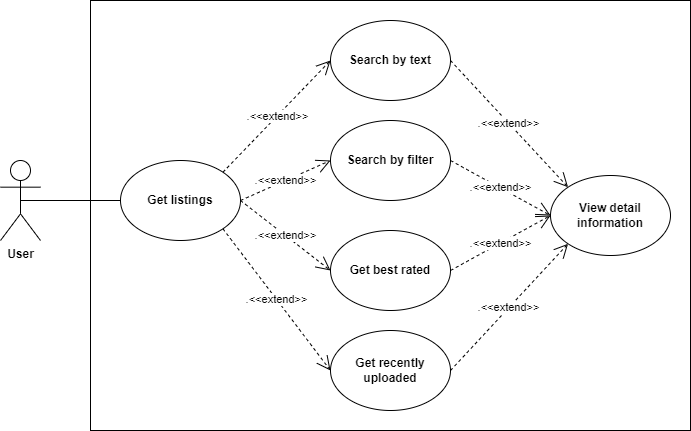 Search by text
.<<extend>>
.<<extend>>
Search by filter
.<<extend>>
.<<extend>>
Get listings
View detail
information
User
.<<extend>>
.<<extend>>
Get best rated
.<<extend>>
.<<extend>>
Get recently
uploaded